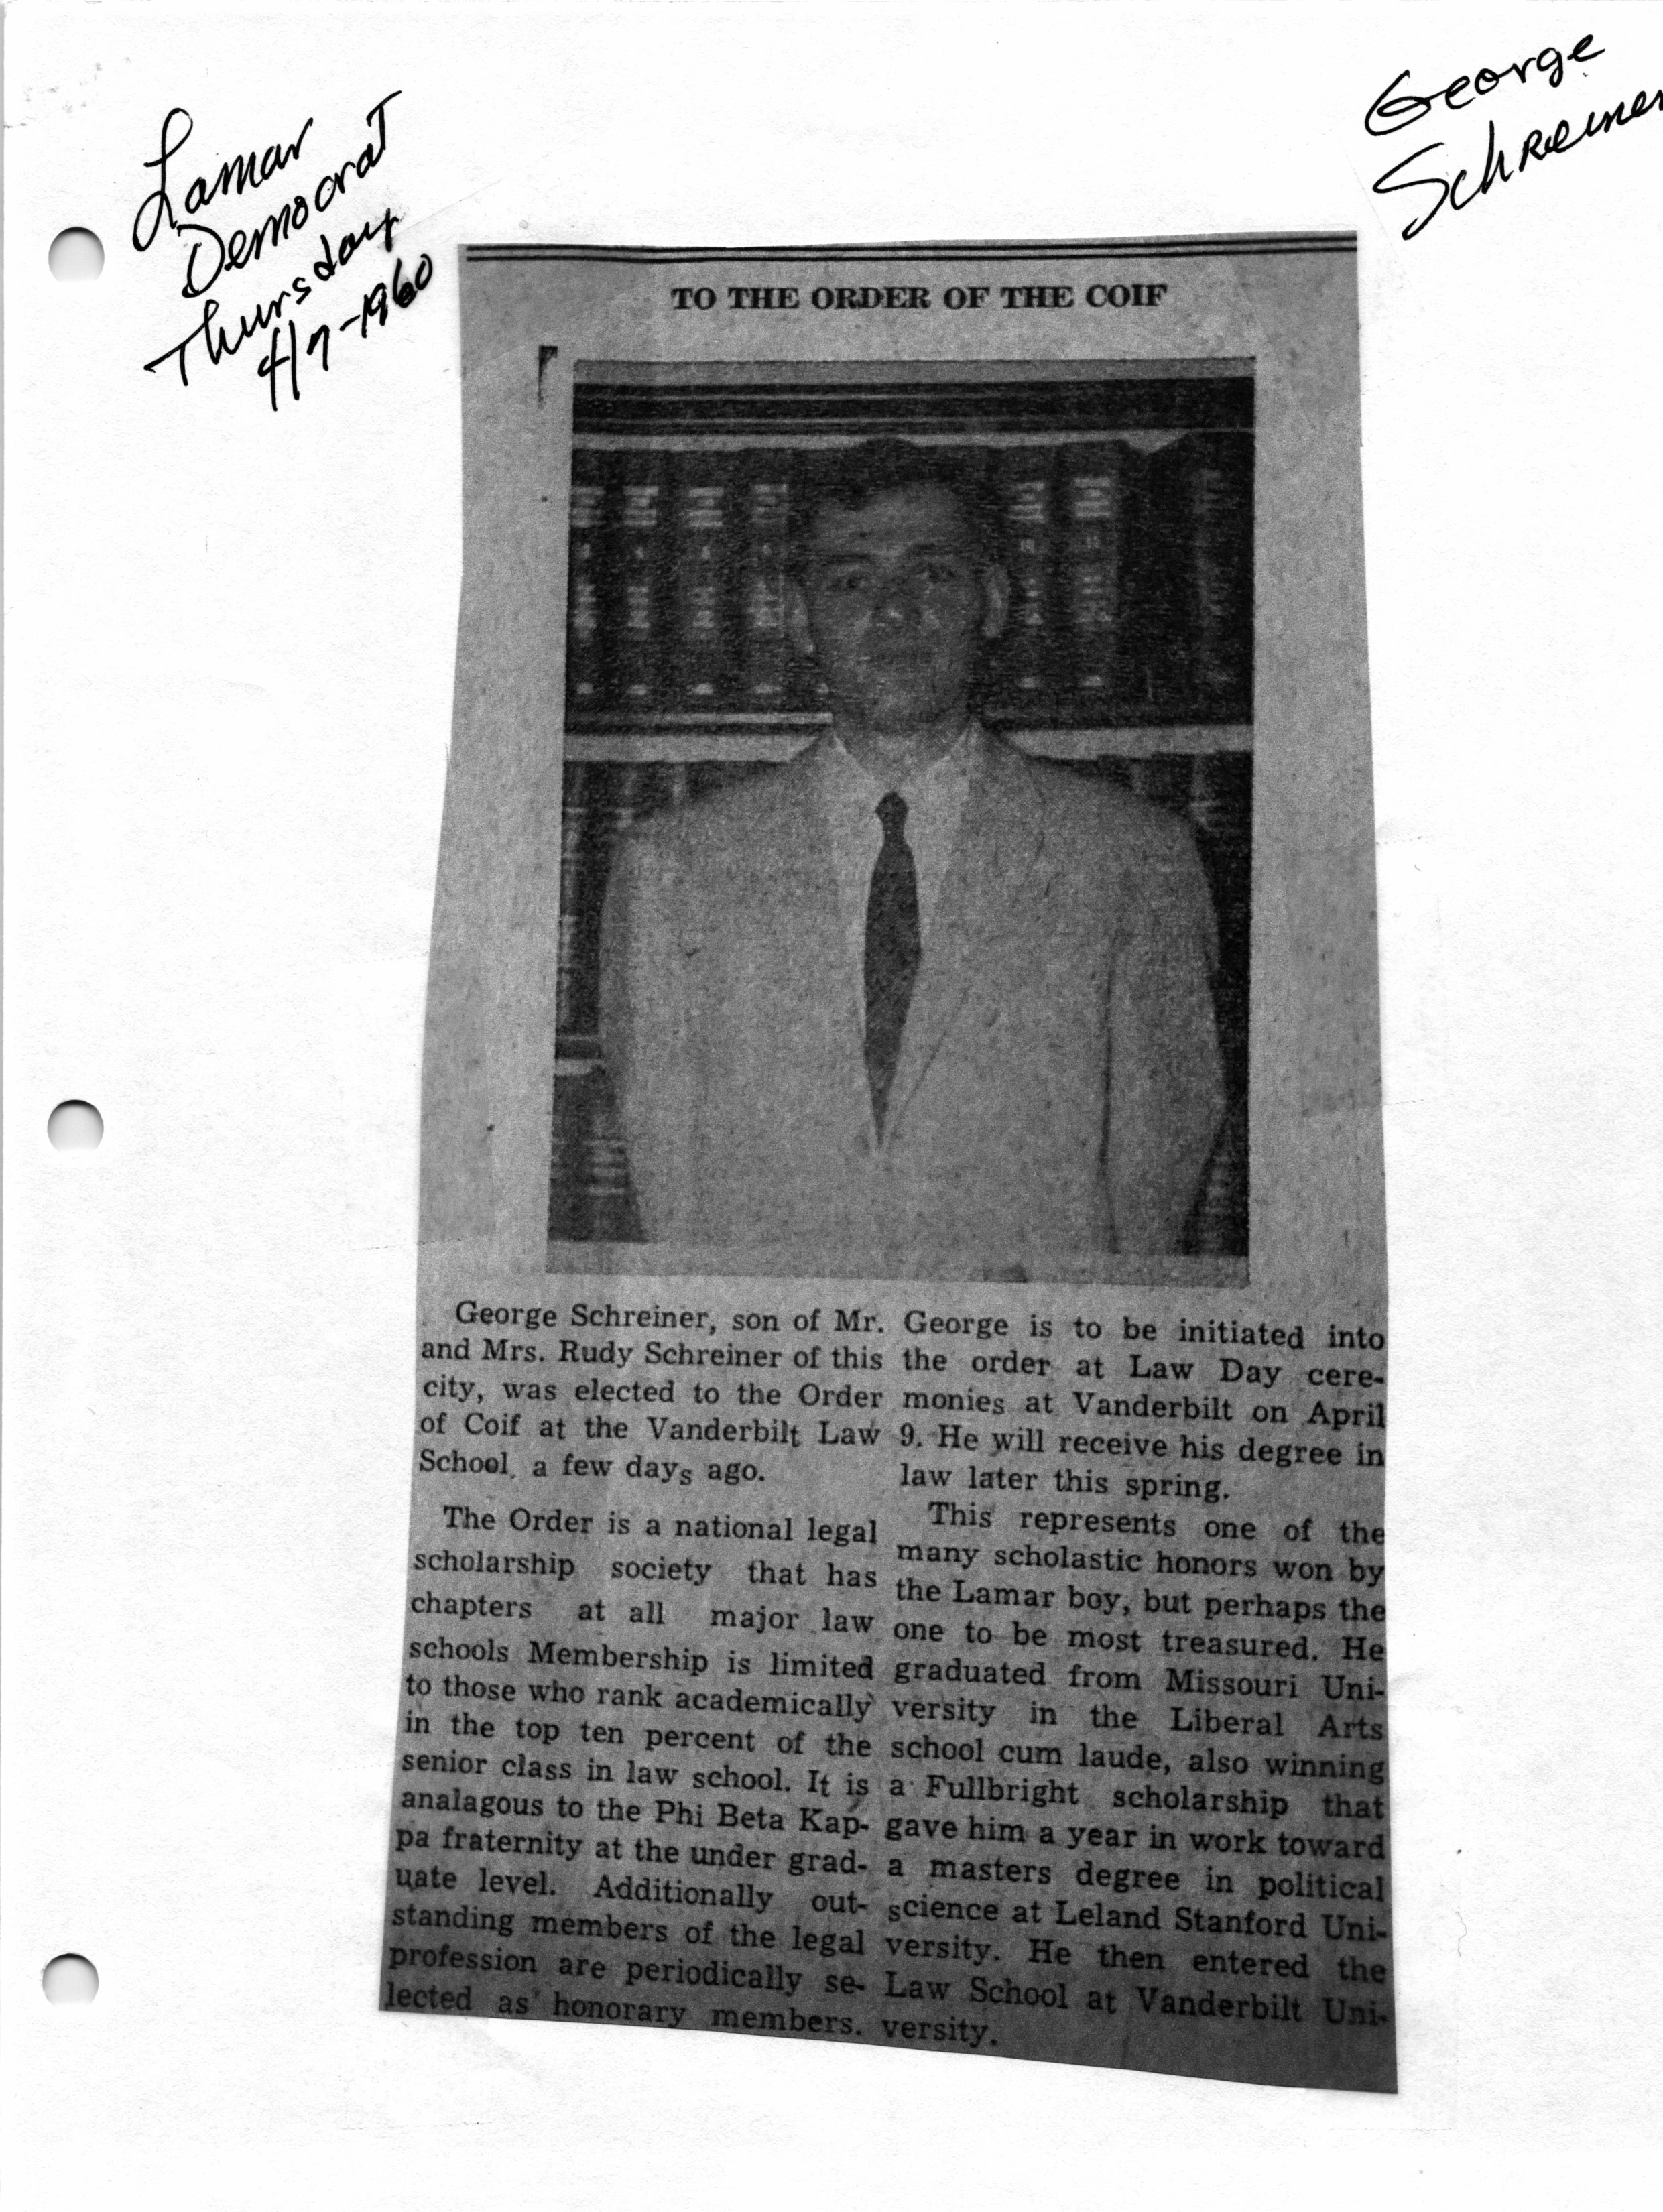 Lamar
Democrat
Thursday
4/7-1960
George
Schreiner
TO THE ORDER OF THE COIF
George Schreiner, son of Mr.
and Mrs. Rudy Schreiner of this
city, was elected to the Order
of Coif at the Vanderbilt Law
School a few days ago.
The Order is a national legal
scholarship society that has
chapters at all major law
schools Membership is limited
to those who rank academically
in the top ten percent of the
senior class in law school. It is
analagous to the Phi Beta Kap-
pa fraternity at the under grad-
uate level. Additionally out-
standing members of the legal
profession are periodically se-
lected as honorary members.
George is to be initiated into
the order at Law Day cere-
monies at Vanderbilt on April
9. He will receive his degree in
law later this spring.
This represents one of the
many scholastic honors won by
the Lamar boy, but perhaps the
one to be most treasured. He
graduated from Missouri Uni-
versity in the Liberal Arts
school cum laude, also winning
a Fullbright scholarship that
gave him a year in work toward
a masters degree in political
science at Leland Stanford Uni-
versity. He then entered the
Law School at Vanderbilt Uni-
versity.